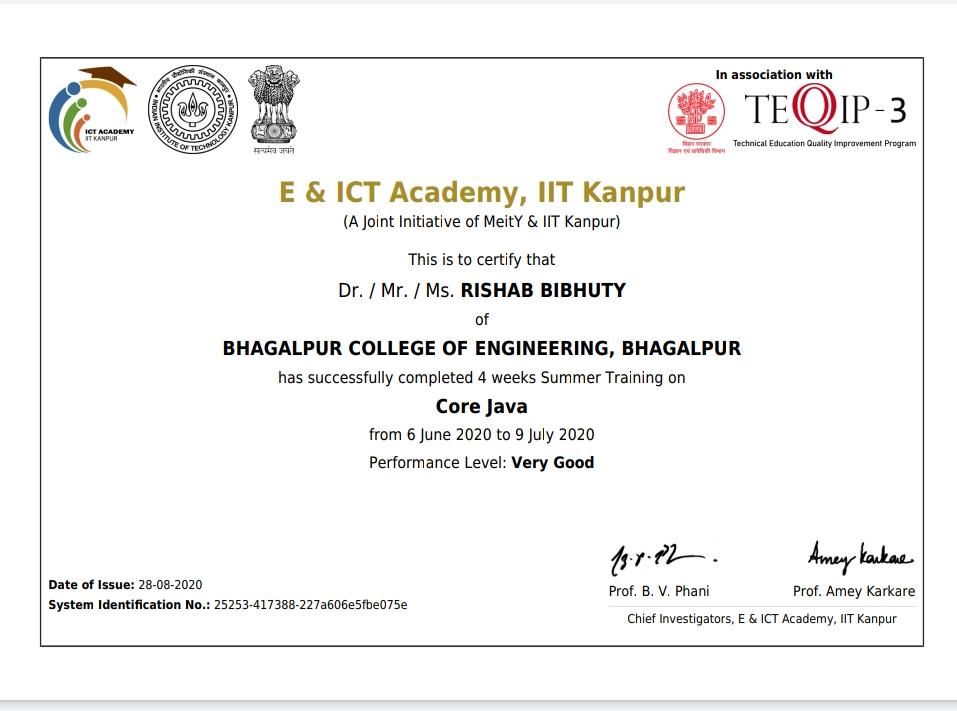 ICT ACADEMY
IIT KANPUR
भारतीय प्रौद्योगिकी संस्थान कानपुर
INDIAN INSTITUTE OF TECHNOLOGY KANPUR
सत्यमेव जयते
In association with
बिहार सरकार
विज्ञान एवं प्रावैधिकी विभाग
TEQIP-3
Technical Education Quality Improvement Program
E & ICT Academy, IIT Kanpur
(A Joint Initiative of MeitY & IIT Kanpur)
This is to certify that
Dr. / Mr. / Ms. RISHAB BIBHUTY
of
BHAGALPUR COLLEGE OF ENGINEERING, BHAGALPUR
has successfully completed 4 weeks Summer Training on
Core Java
from 6 June 2020 to 9 July 2020
Performance Level: Very Good
Amey Karkare
Date of Issue: 28-08-2020
System Identification No.: 25253-417388-227a606e5fbe075e
Prof. B. V. Phani
Prof. Amey Karkare
Chief Investigators, E & ICT Academy, IIT Kanpur